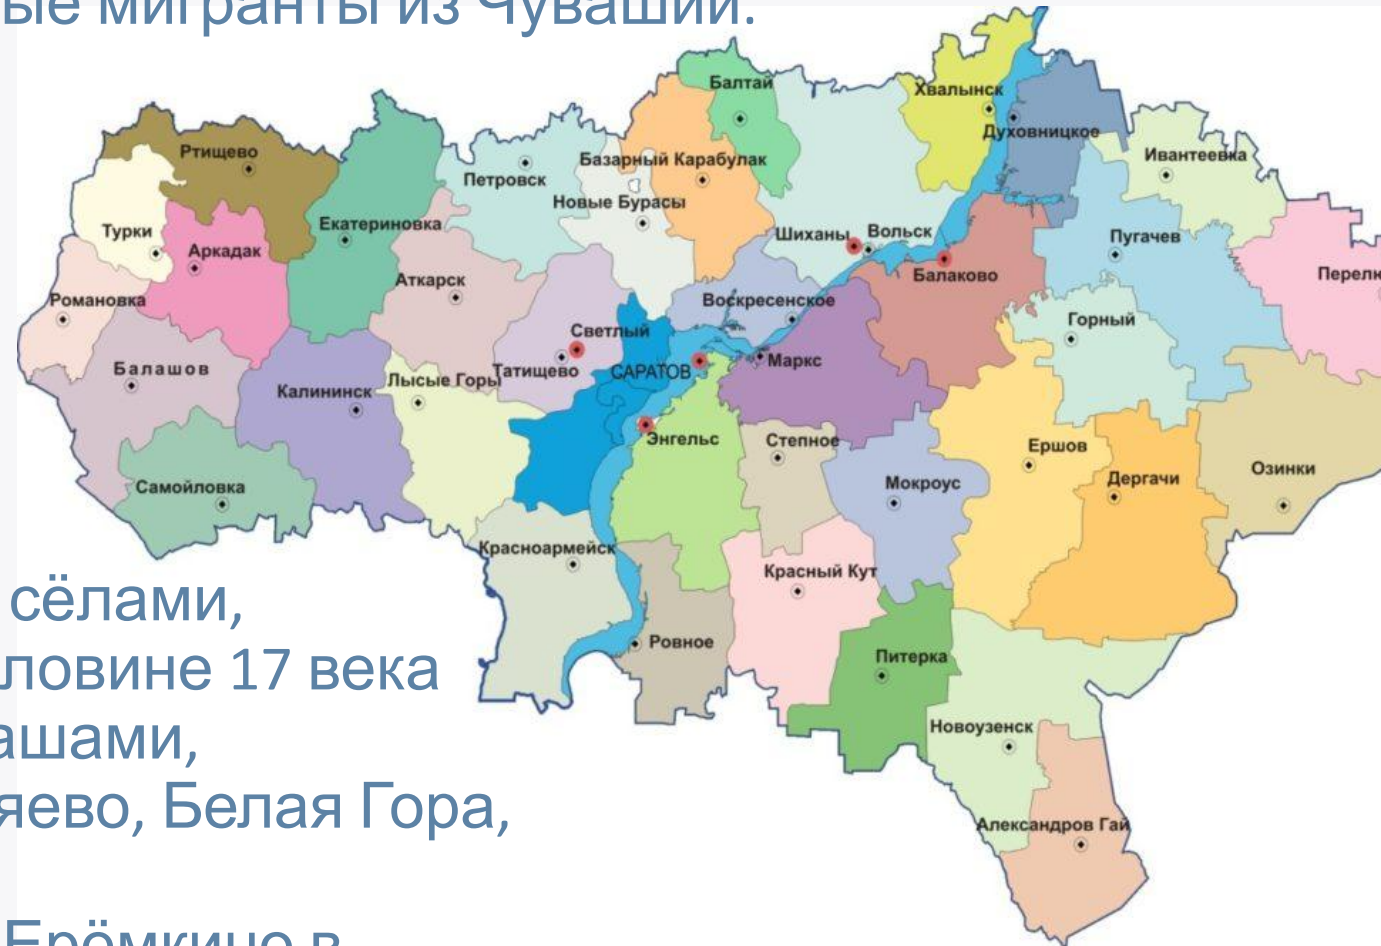 ые мигранты из Чувашии.
Балтай
Хвалынск
Духовницкое
Ртищево
Базарный Карабулак
Ивантеевка
Петровск
Новые Бурасы
Турки
Екатериновка
Шиханы
Вольск
Пугачев
Аркадак
Аткарск
Балаково
Перелю
Романовка
Воскресенское
Горный
Светлый
Балашов
Татищево
САРАТОВ
Маркс
Калининск
Лысые Горы
Энгельс
Степное
Ершов
Озинки
Самойловка
Мокроус
Дергачи
Красноармейск
Красный Кут
Ровное
Питерка
Новоузенск
Александров Гай
сёлами,
ловине 17 века
ашами,
яево, Белая Гора,
Ерёмкино в